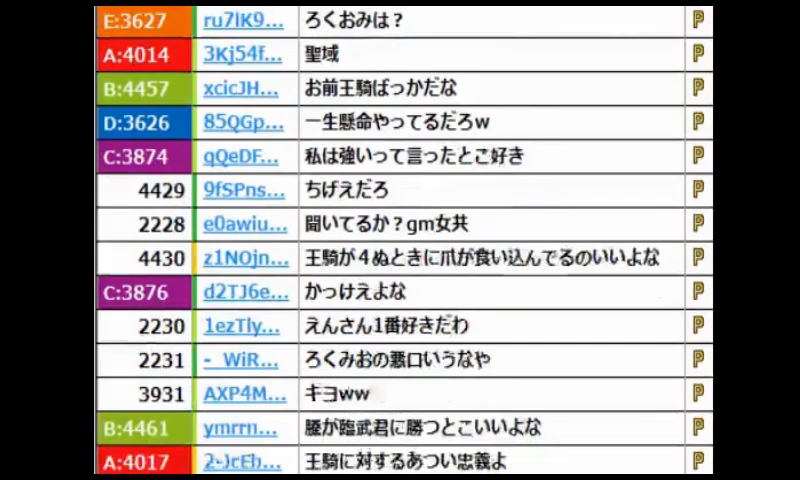 E:3627 ru7IK9... ろくおみは？ P
A:4014 3Kj54f... 聖域 P
B:4457 xcicJH... お前王騎ばっかだな P
D:3626 85QGp... 一生懸命やってるだろw P
C:3874 qQeDF... 私は強いって言ったとこ好き P
4429 9fSPns... ちげえだろ P
2228 e0awiu... 聞いてるか？gm女共 P
4430 z1NOjn... 王騎が４ぬときに爪が食い込んでるのいいよな P
C:3876 d2TJ6e... かっけえよな P
2230 1ezTly... えんさん1番好きだわ P
2231 -_WiR... ろくみおの悪口いうなや P
3931 AXP4M... キヨww P
B:4461 ymrrn... 騰が臨武君に勝つとこいいよな P
A:4017 2-JcEb... 王騎に対するあつい忠義よ P